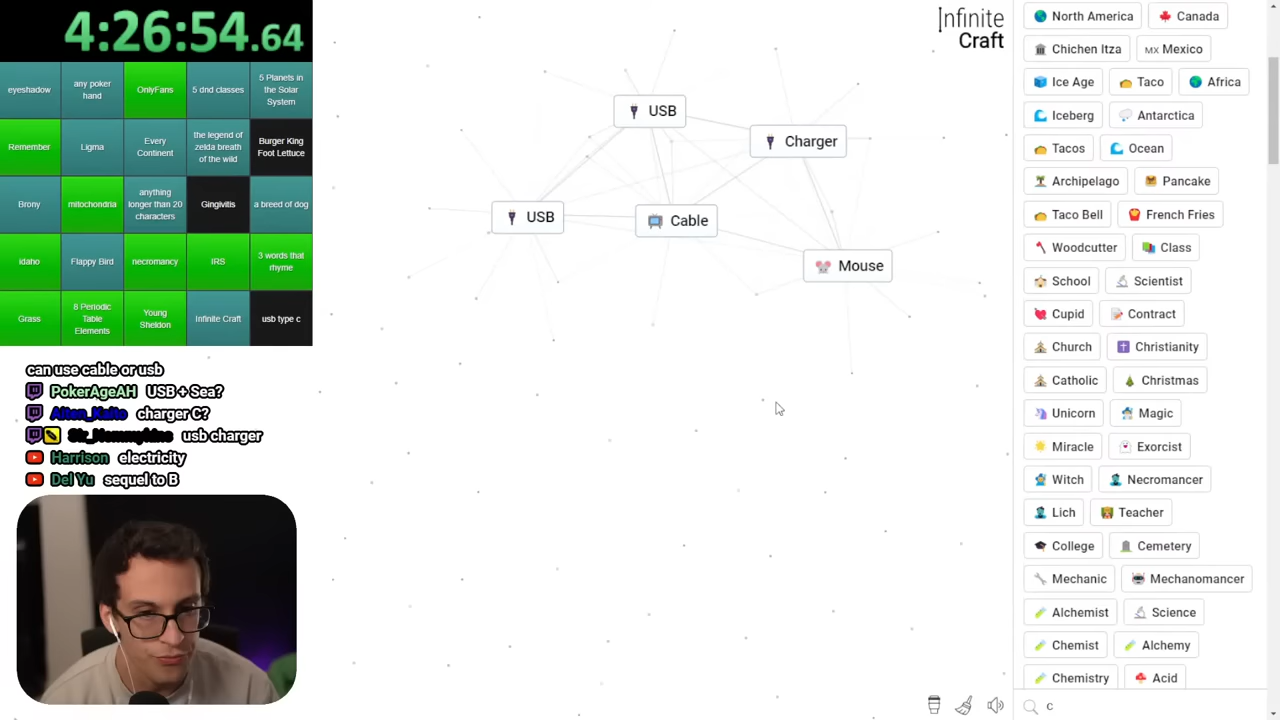 4:26:54.64
eyeshadow
any poker
hand
OnlyFans
5 dnd classes
5 Planets in
the Solar
System
Remember
Ligma
Every
Continent
the legend of
zelda breath
of the wild
Burger King
Foot Lettuce
Brony
mitochondria
anything
longer than 20
characters
Gingivitis
a breed of dog
idaho
Flappy Bird
necromancy
IRS
3 words that
rhyme
Grass
8 Periodic
Table
Elements
Young
Sheldon
Infinite Craft
usb type c
can use cable or usb
PokerAgeAH USB + Sea?
charger C?
usb charger
Harrison electricity
Del Yu sequel to B
USB
Charger
USB
Cable
Mouse
Infinite
Craft
North America
Canada
Chichen Itza
MX Mexico
Ice Age
Taco
Africa
Iceberg
Antarctica
Tacos
Ocean
Archipelago
Pancake
Taco Bell
French Fries
Woodcutter
Class
School
Scientist
Cupid
Contract
Church
Christianity
Catholic
Christmas
Unicorn
Magic
Miracle
Exorcist
Witch
Necromancer
Lich
Teacher
College
Cemetery
Mechanic
Mechanomancer
Alchemist
Science
Chemist
Alchemy
Chemistry
Acid
c